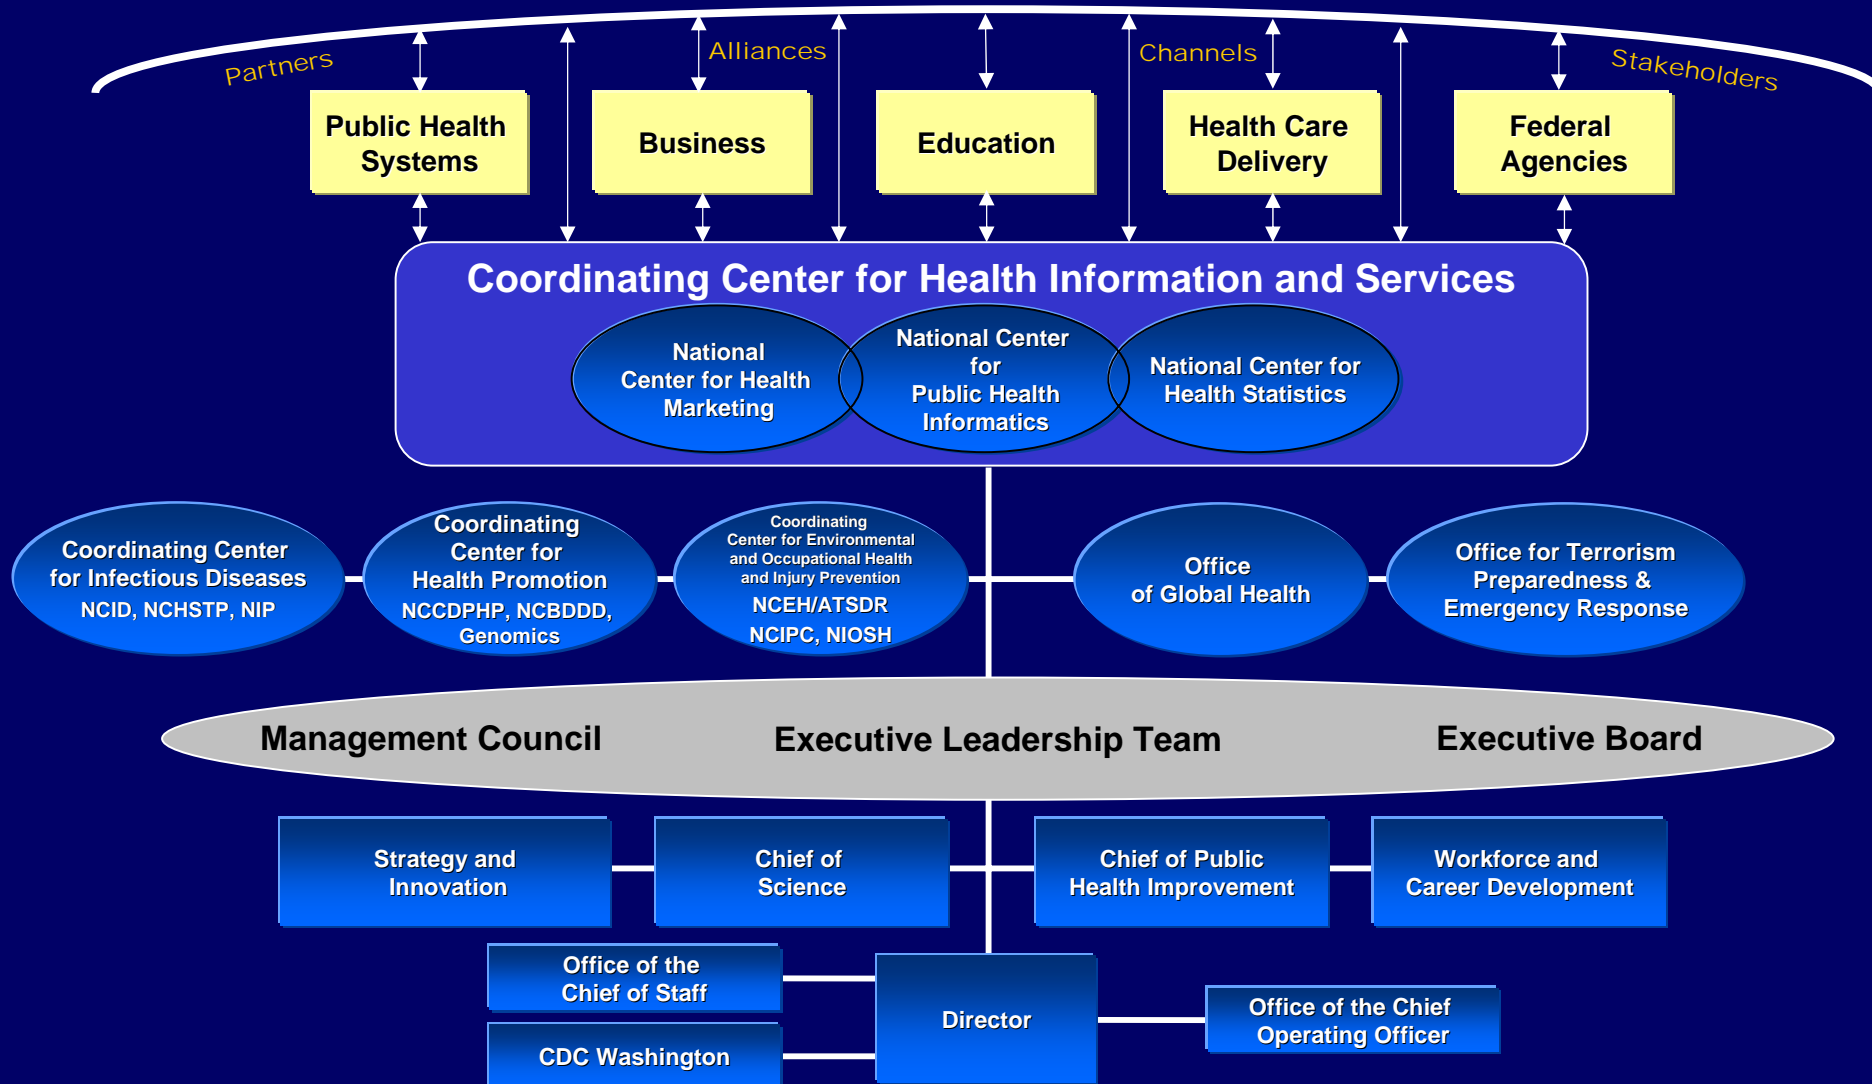 Partners
Alliances
Channels
Stakeholders
Public Health
Systems
Business
Education
Health Care
Delivery
Federal
Agencies
Coordinating Center for Health Information and Services
National
Center for Health
Marketing
National Center
for
Public Health
Informatics
National Center for
Health Statistics
Coordinating Center
for Infectious Diseases
NCID, NCHSTP, NIP
Coordinating
Center for
Health Promotion
NCCDPHP, NCBDDD,
Genomics
Coordinating
Center for Environmental
and Occupational Health
and Injury Prevention
NCEH/ATSDR
NCIPC, NIOSH
Office
of Global Health
Office for Terrorism
Preparedness &
Emergency Response
Management Council
Executive Leadership Team
Executive Board
Strategy and
Innovation
Chief of
Science
Chief of Public
Health Improvement
Workforce and
Career Development
Office of the
Chief of Staff
CDC Washington
Director
Office of the Chief
Operating Officer